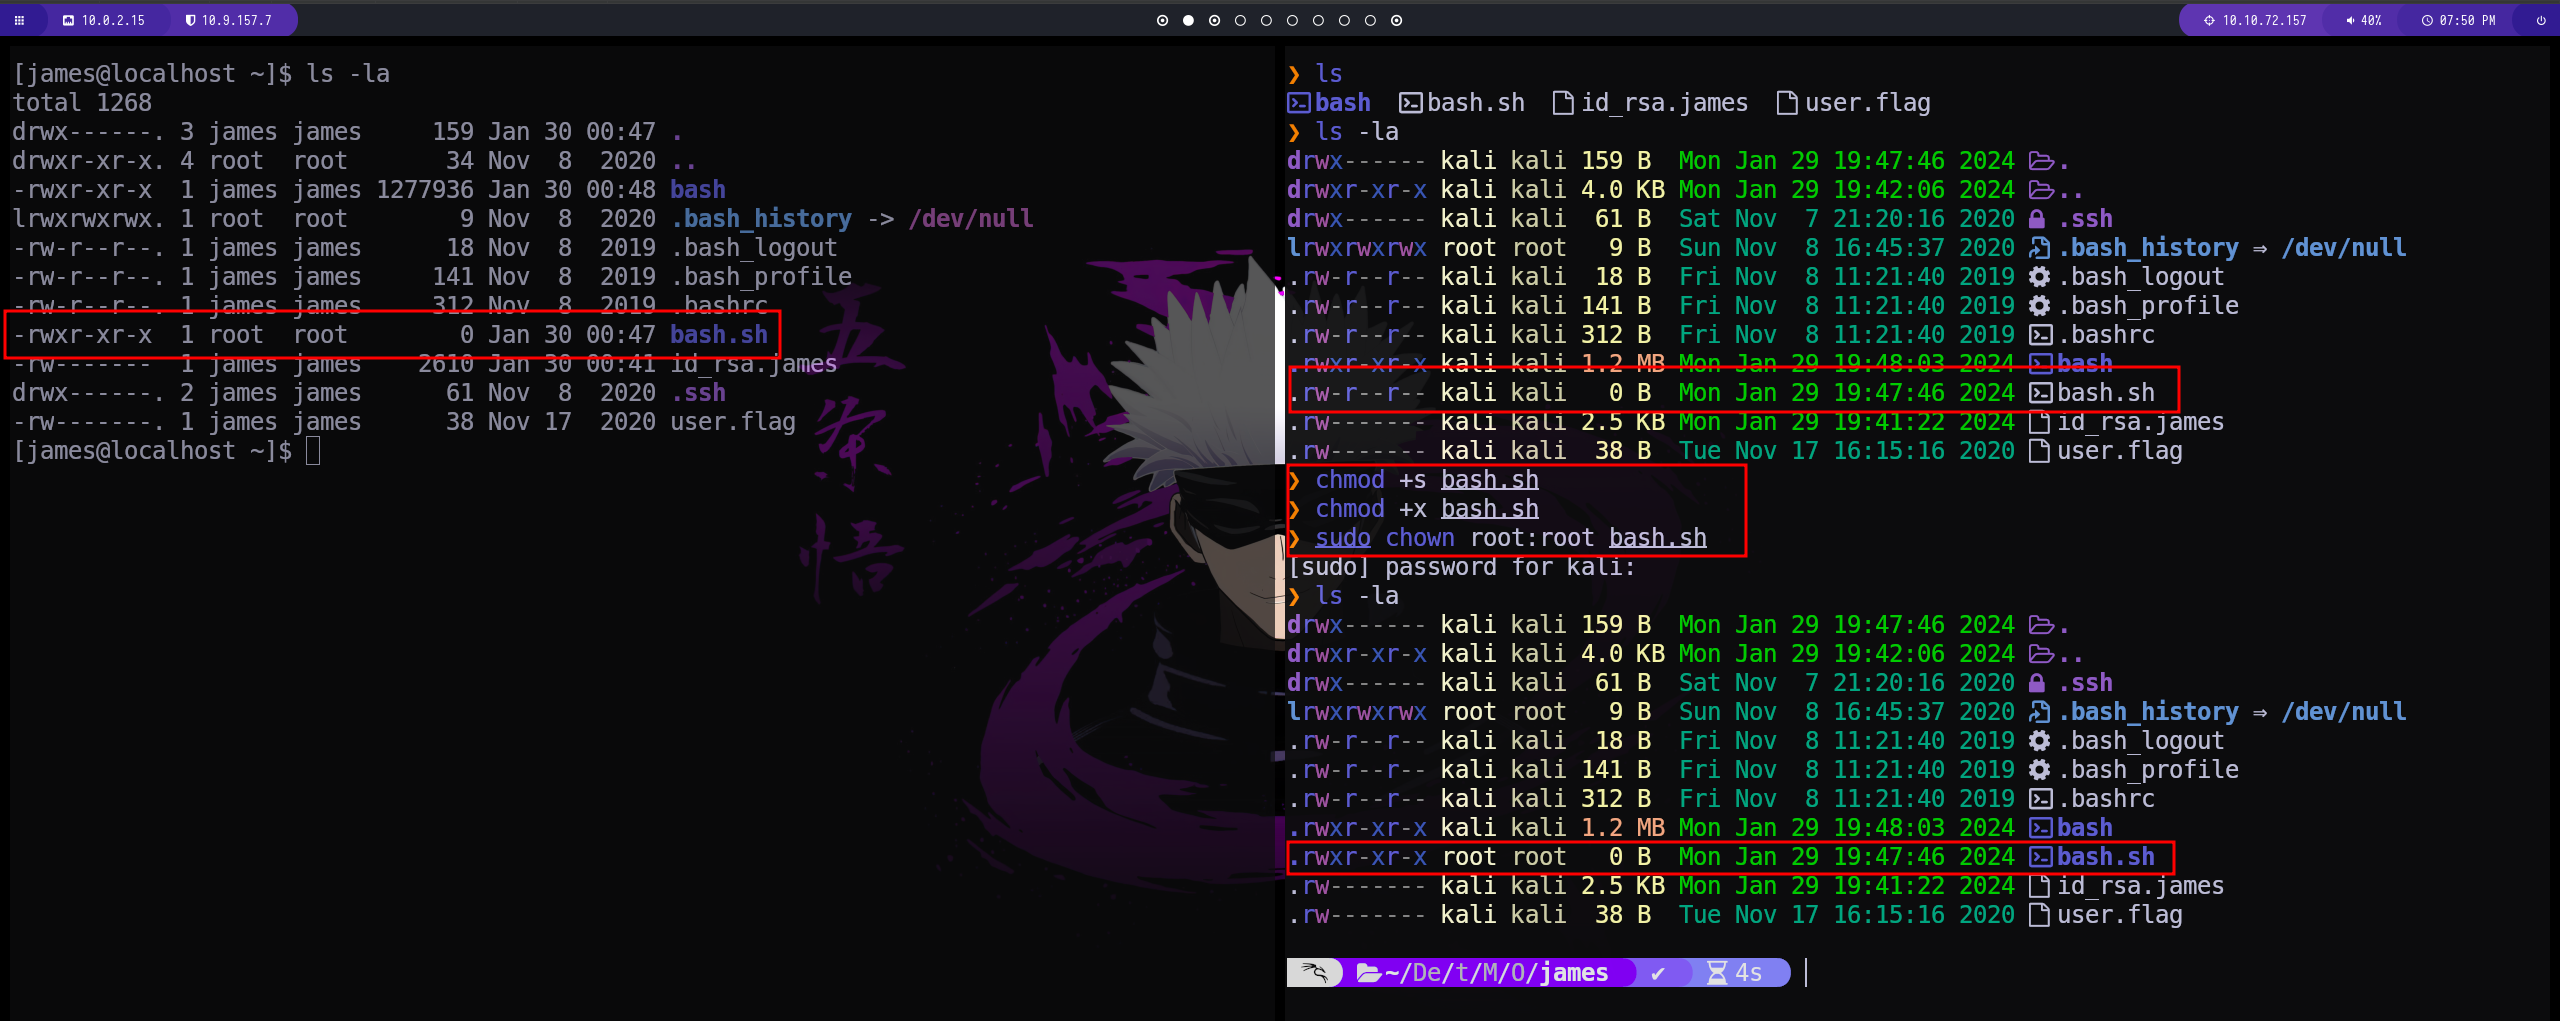 10.0.2.15 10.9.157.7 10.10.72.157 40% 07:50 PM
[james@localhost ~]$ ls -la
total 1268
drwx------. 3 james james     159 Jan 30 00:47 .
drwxr-xr-x. 4 root  root       34 Nov  8  2020 ..
-rwxr-xr-x  1 james james 1277936 Jan 30 00:48 bash
lrwxrwxrwx. 1 root  root        9 Nov  8  2020 .bash_history -> /dev/null
-rw-r--r--. 1 james james      18 Nov  8  2019 .bash_logout
-rw-r--r--. 1 james james     141 Nov  8  2019 .bash_profile
-rw-r--r--. 1 james james     312 Nov  8  2019 .bashrc
-rwxr-xr-x  1 root  root        0 Jan 30 00:47 bash.sh
-rw-------  1 james james    2610 Jan 30 00:41 id_rsa.james
drwx------. 2 james james      61 Nov  8  2020 .ssh
-rw-------. 1 james james      38 Nov 17  2020 user.flag
[james@localhost ~]$
五条悟
❯ ls
bash bash.sh id_rsa.james user.flag
❯ ls -la
drwx------ kali kali 159 B  Mon Jan 29 19:47:46 2024 .
drwxr-xr-x kali kali 4.0 KB Mon Jan 29 19:42:06 2024 ..
drwx------ kali kali  61 B  Sat Nov  7 21:20:16 2020 .ssh
lrwxrwxrwx root root   9 B  Sun Nov  8 16:45:37 2020 .bash_history ⇒ /dev/null
.rw-r--r-- kali kali  18 B  Fri Nov  8 11:21:40 2019 .bash_logout
.rw-r--r-- kali kali 141 B  Fri Nov  8 11:21:40 2019 .bash_profile
.rw-r--r-- kali kali 312 B  Fri Nov  8 11:21:40 2019 .bashrc
.rwxr-xr-x kali kali 1.2 MB Mon Jan 29 19:48:03 2024 bash
.rw-r--r-- kali kali   0 B  Mon Jan 29 19:47:46 2024 bash.sh
.rw------- kali kali 2.5 KB Mon Jan 29 19:41:22 2024 id_rsa.james
.rw------- kali kali  38 B  Tue Nov 17 16:15:16 2020 user.flag
❯ chmod +s bash.sh
❯ chmod +x bash.sh
❯ sudo chown root:root bash.sh
[sudo] password for kali:
❯ ls -la
drwx------ kali kali 159 B  Mon Jan 29 19:47:46 2024 .
drwxr-xr-x kali kali 4.0 KB Mon Jan 29 19:42:06 2024 ..
drwx------ kali kali  61 B  Sat Nov  7 21:20:16 2020 .ssh
lrwxrwxrwx root root   9 B  Sun Nov  8 16:45:37 2020 .bash_history ⇒ /dev/null
.rw-r--r-- kali kali  18 B  Fri Nov  8 11:21:40 2019 .bash_logout
.rw-r--r-- kali kali 141 B  Fri Nov  8 11:21:40 2019 .bash_profile
.rw-r--r-- kali kali 312 B  Fri Nov  8 11:21:40 2019 .bashrc
.rwxr-xr-x kali kali 1.2 MB Mon Jan 29 19:48:03 2024 bash
.rwxr-xr-x root root   0 B  Mon Jan 29 19:47:46 2024 bash.sh
.rw------- kali kali 2.5 KB Mon Jan 29 19:41:22 2024 id_rsa.james
.rw------- kali kali  38 B  Tue Nov 17 16:15:16 2020 user.flag
~/De/t/M/O/james ✔ 4s